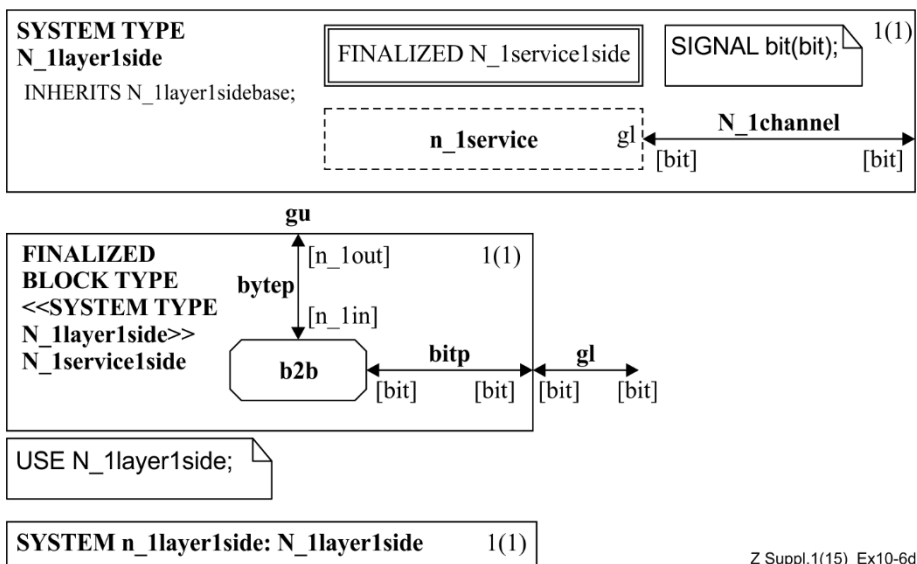 SYSTEM TYPE
N_1layer1side
INHERITS N_1layer1sidebase;
FINALIZED N_1service1side
SIGNAL bit(bit);
1(1)
n_1service
gl
N_1channel
[bit]
[bit]
gu
FINALIZED
BLOCK TYPE
<<SYSTEM TYPE
N_1layer1side>>
N_1service1side
[n_1out]
1(1)
bytep
[n_1in]
b2b
bitp
gl
[bit]
[bit]
[bit]
[bit]
USE N_1layer1side;
SYSTEM n_1layer1side: N_1layer1side
1(1)
Z Suppl.1(15)_Ex10-6d